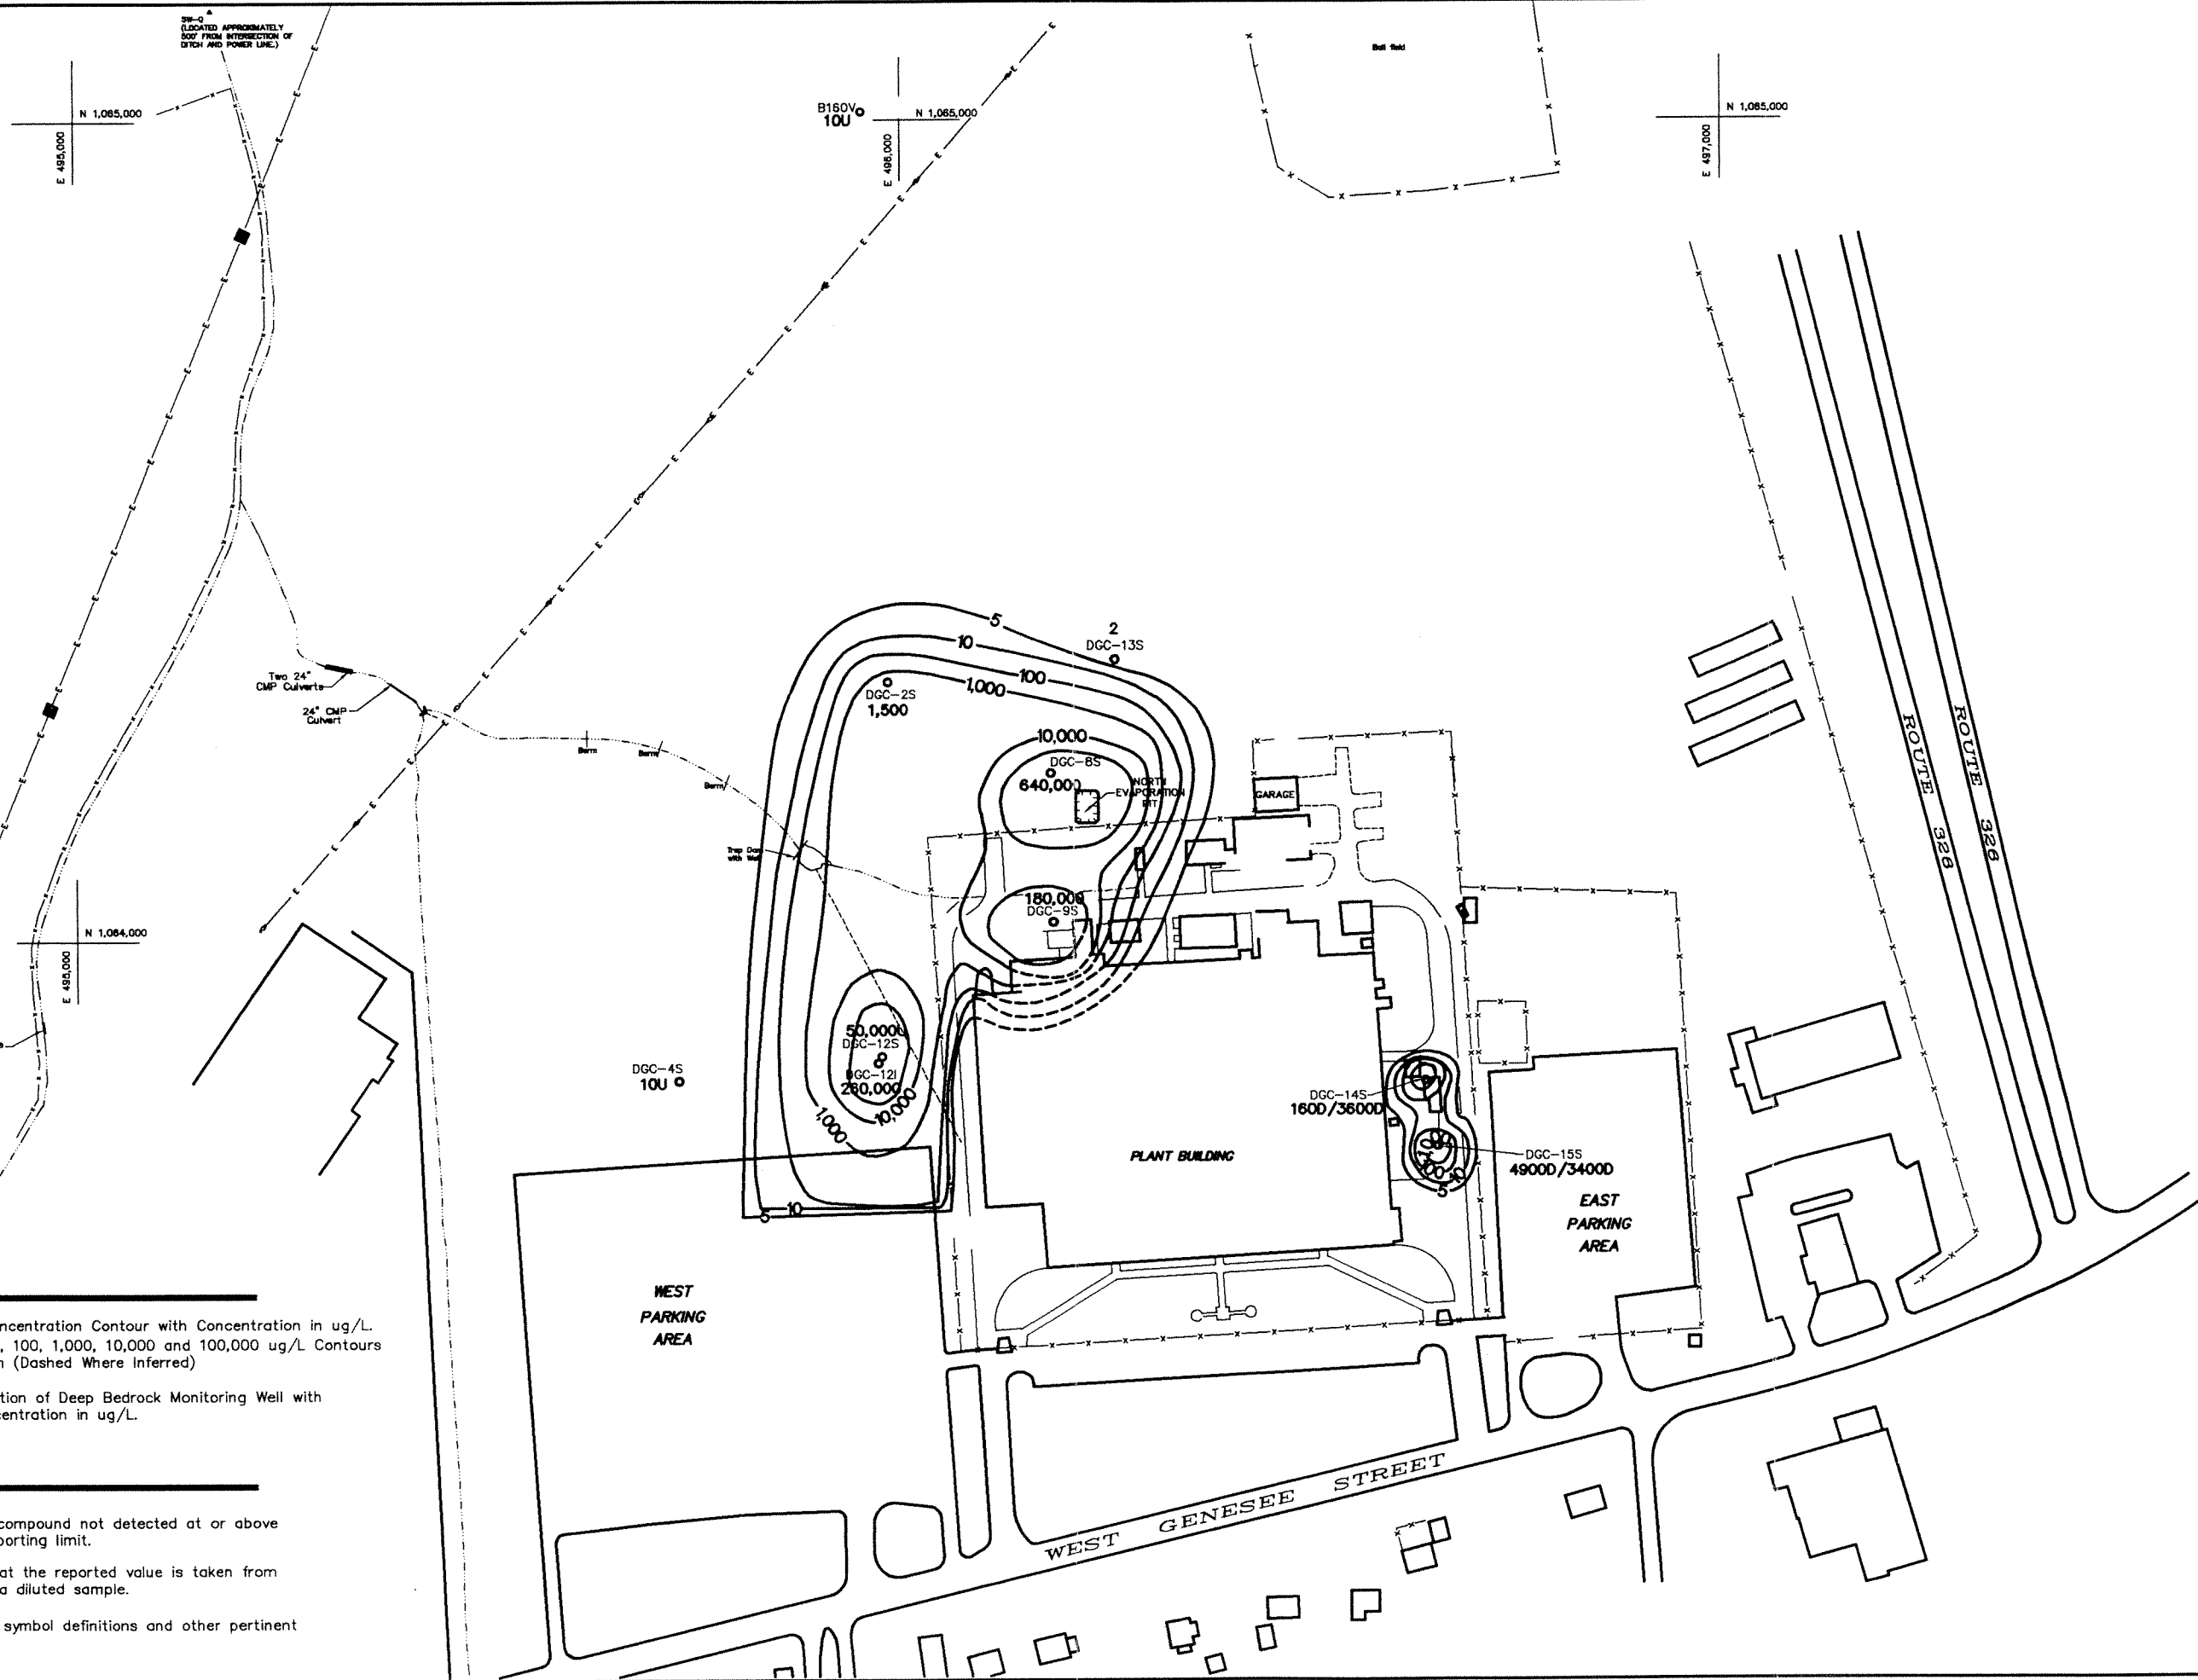 SW-Q
(LOCATED APPROXIMATELY
500' FROM INTERSECTION OF
DITCH AND POWER LINE.)
Ball field
N 1,065,000
E 495,000
B160V
10U
N 1,065,000
E 496,000
N 1,065,000
E 497,000
5
10
100
1,000
2
DGC-13S
DGC-2S
1,500
Two 24"
CMP Culverts
24" CMP
Culvert
Berm
Berm
Berm
10,000
DGC-8S
640,000
NORTH
EVAPORATION
PIT
GARAGE
ROUTE 326
ROUTE 326
Trap Dam
with Weir
180,000
DGC-9S
N 1,064,000
E 495,000
50,000
DGC-12S
DGC-12I
DGC-4S
10U
1,000
10,000
DGC-14S
160D/3600D
PLANT BUILDING
DGC-15S
4900D/3400D
5
10
5
10
EAST
PARKING
AREA
WEST
PARKING
AREA
ncentration Contour with Concentration in ug/L.
, 100, 1,000, 10,000 and 100,000 ug/L Contours
n (Dashed Where Inferred)
tion of Deep Bedrock Monitoring Well with
centration in ug/L.
WEST GENESEE STREET
compound not detected at or above
porting limit.
at the reported value is taken from
a diluted sample.
symbol definitions and other pertinent